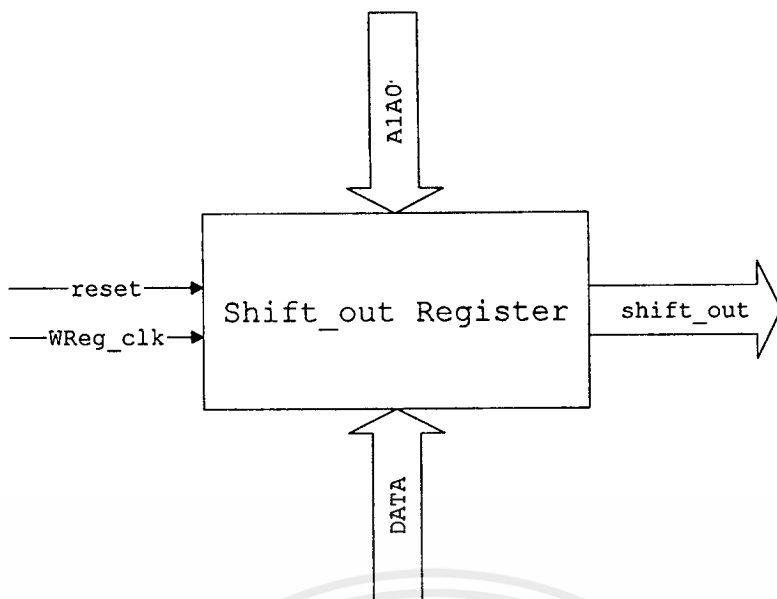 A1A0
reset
Shift_out Register
shift_out
WReg_clk
DATA